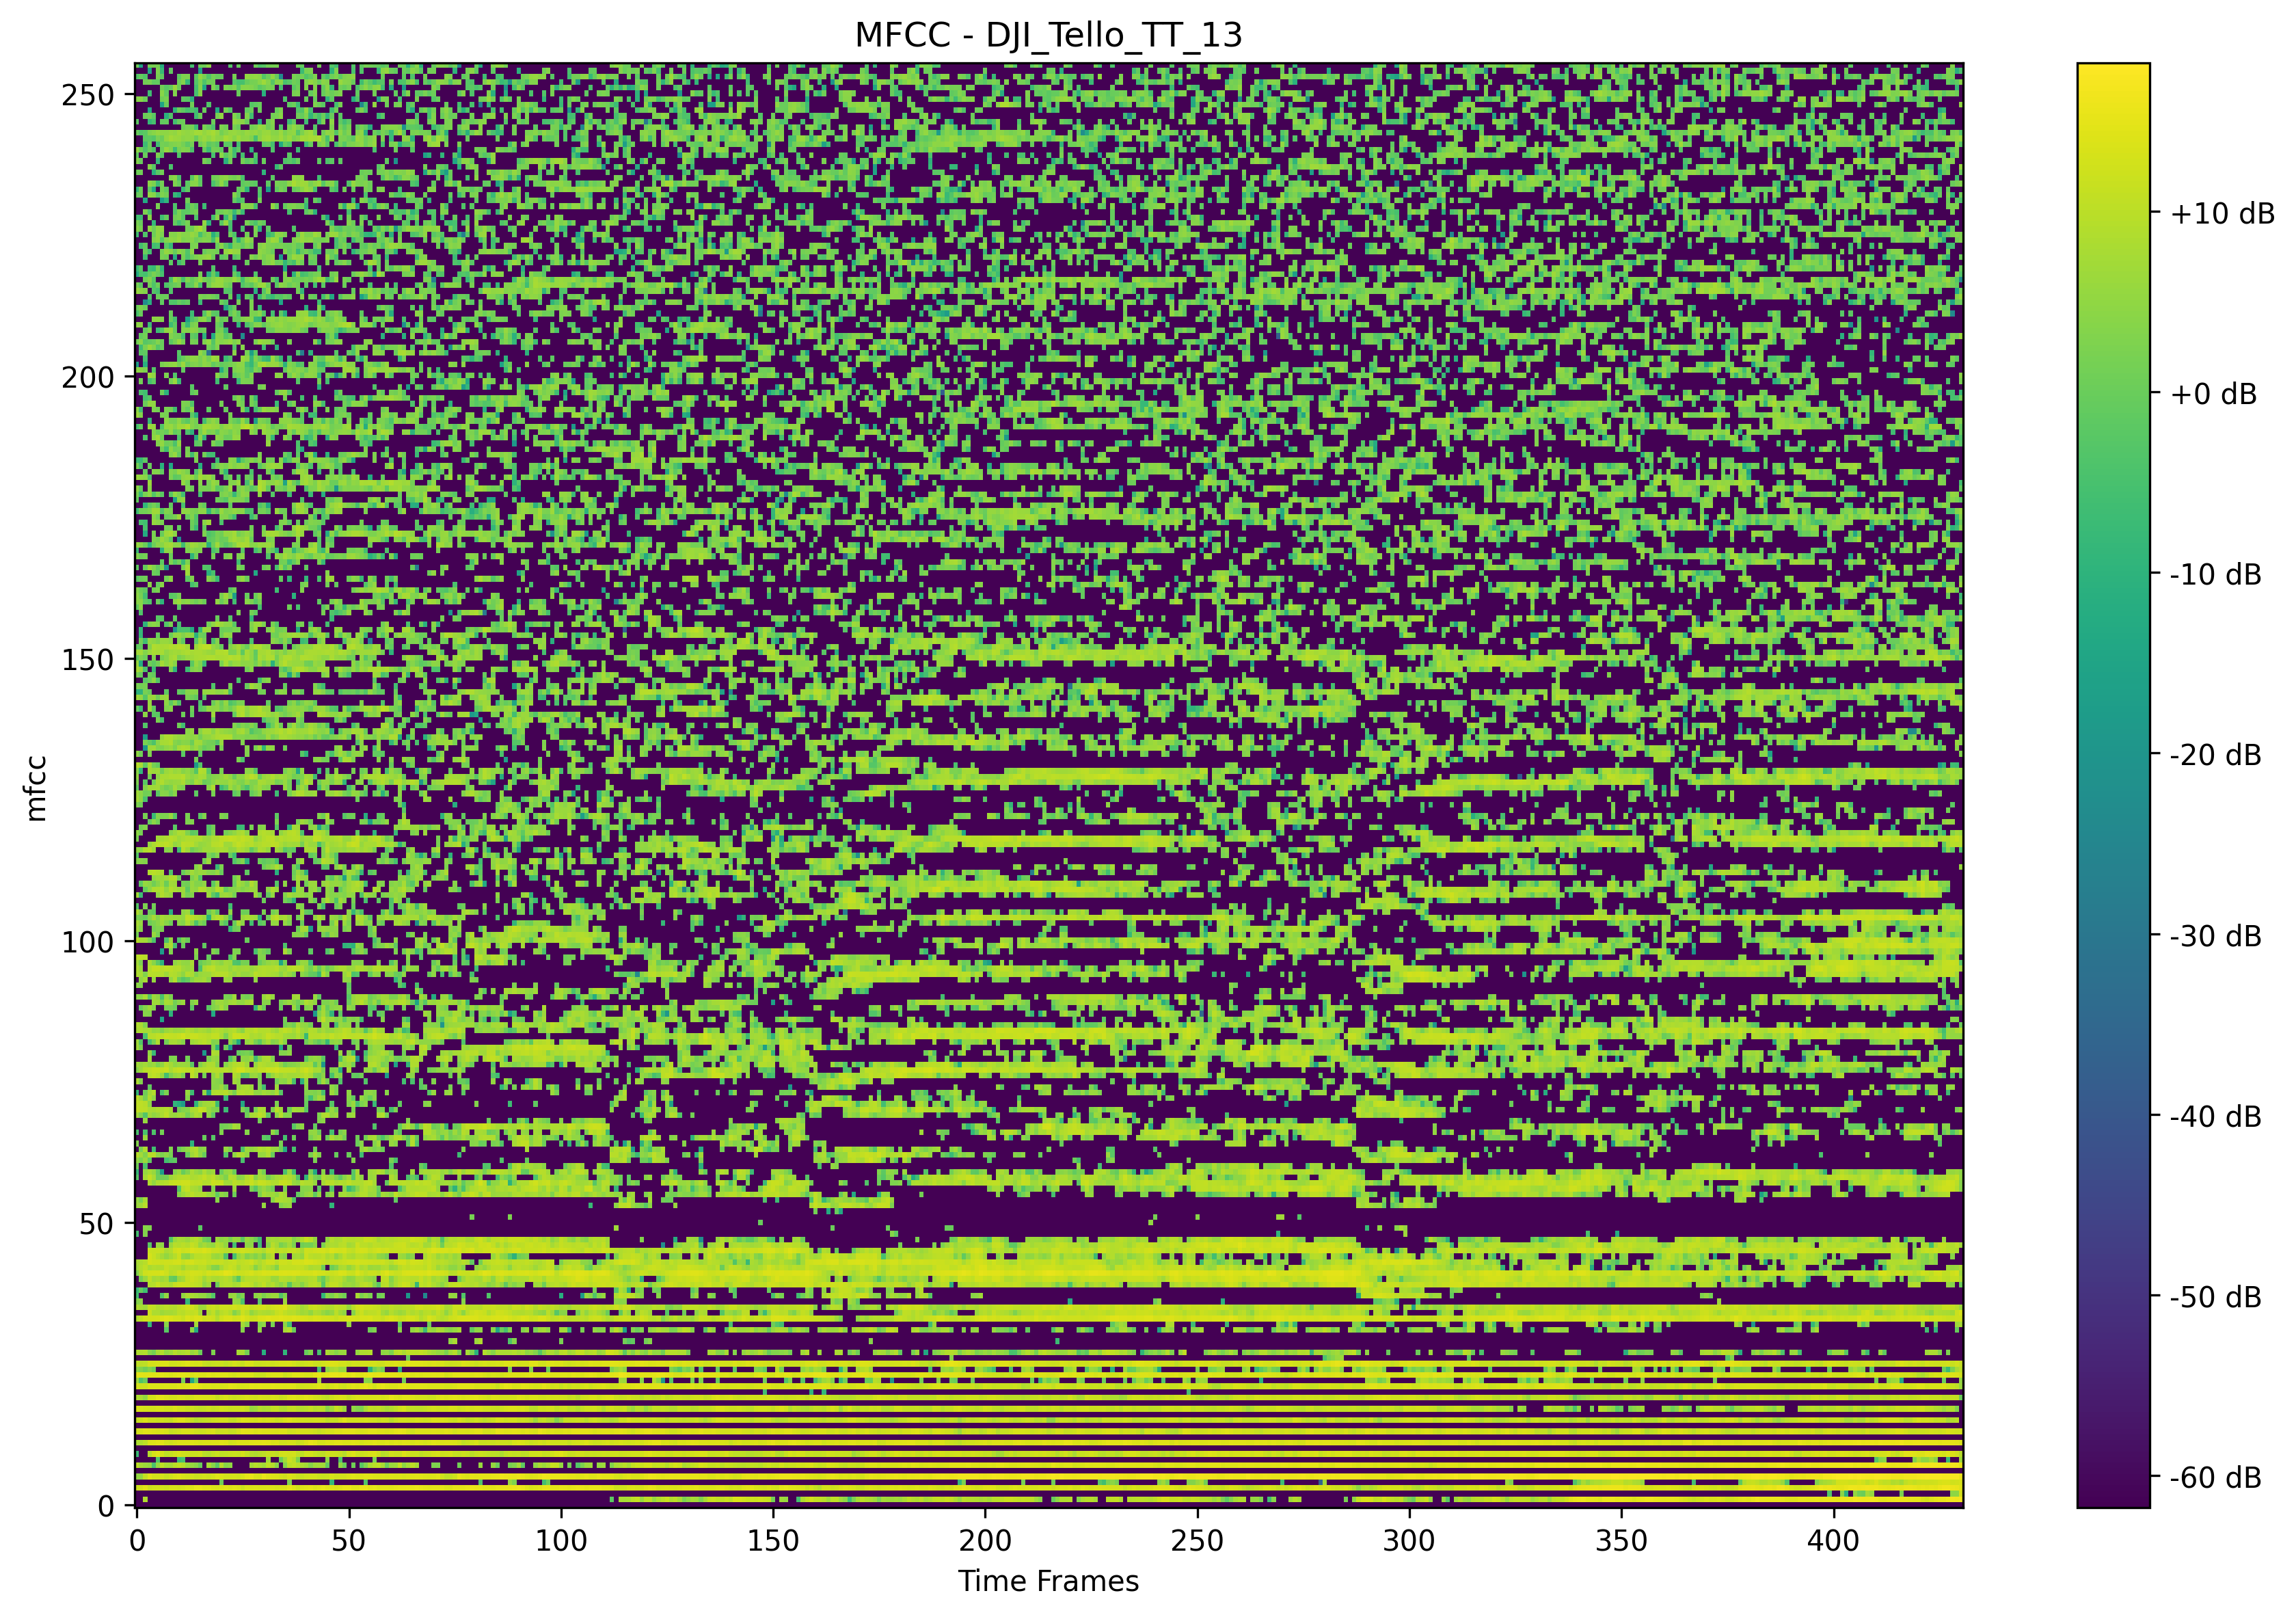 MFCC - DJI_Tello_TT_13
250
200
150
100
50
0
mfcc
0 50 100 150 200 250 300 350 400
Time Frames
+10 dB
+0 dB
-10 dB
-20 dB
-30 dB
-40 dB
-50 dB
-60 dB